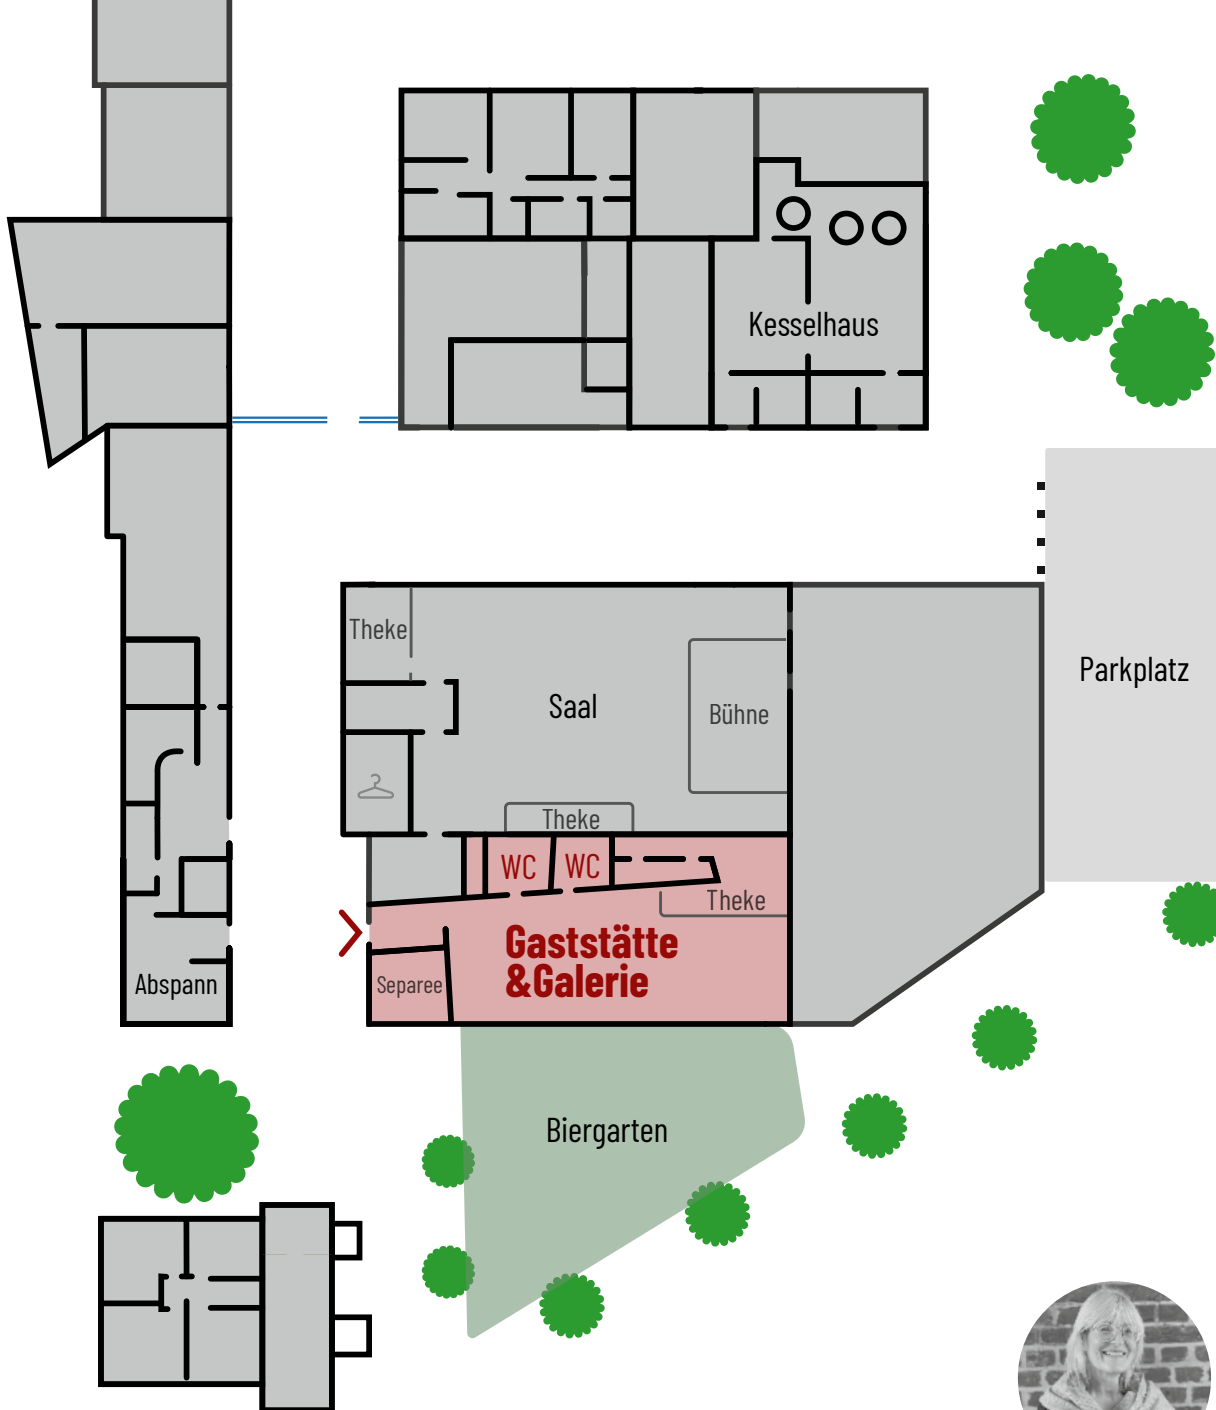 Kesselhaus
Theke
Parkplatz
Saal
Bühne
Theke
WC
WC
Theke
Gaststätte
&Galerie
Separee
Abspann
Biergarten